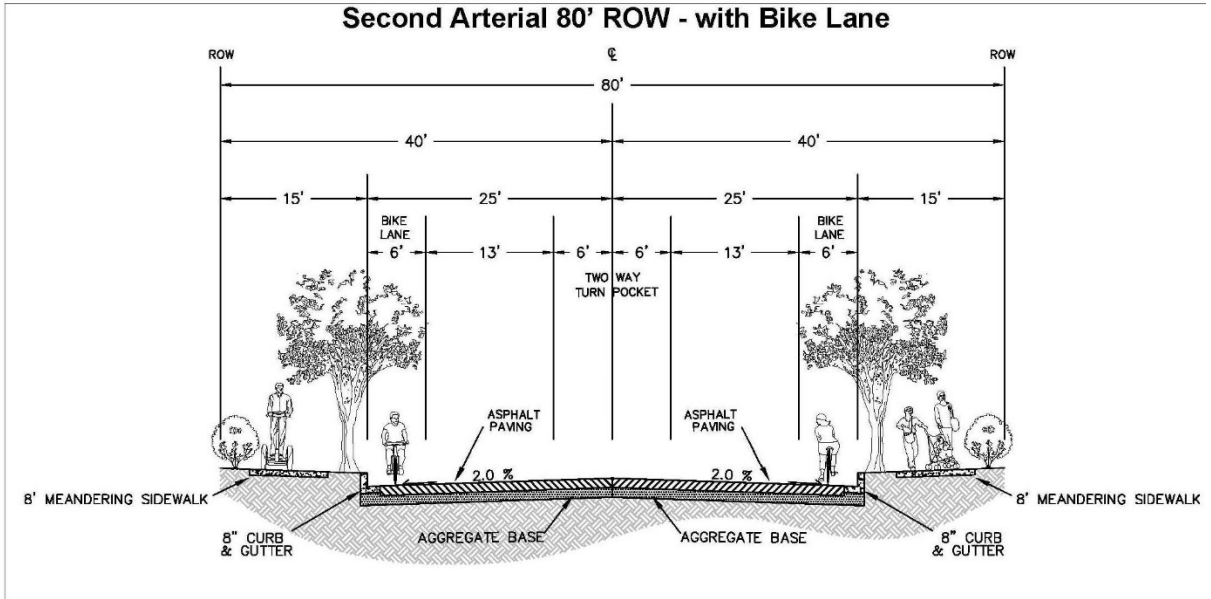 Second Arterial 80' ROW - with Bike Lane
ROW
℄
ROW
80'
40'
40'
15'
25'
25'
15'
BIKE
LANE
BIKE
LANE
6'
13'
6'
6'
13'
6'
TWO WAY
TURN POCKET
ASPHALT
PAVING
ASPHALT
PAVING
2.0 %
2.0 %
8' MEANDERING SIDEWALK
8' MEANDERING SIDEWALK
8" CURB
& GUTTER
AGGREGATE BASE
AGGREGATE BASE
8" CURB
& GUTTER